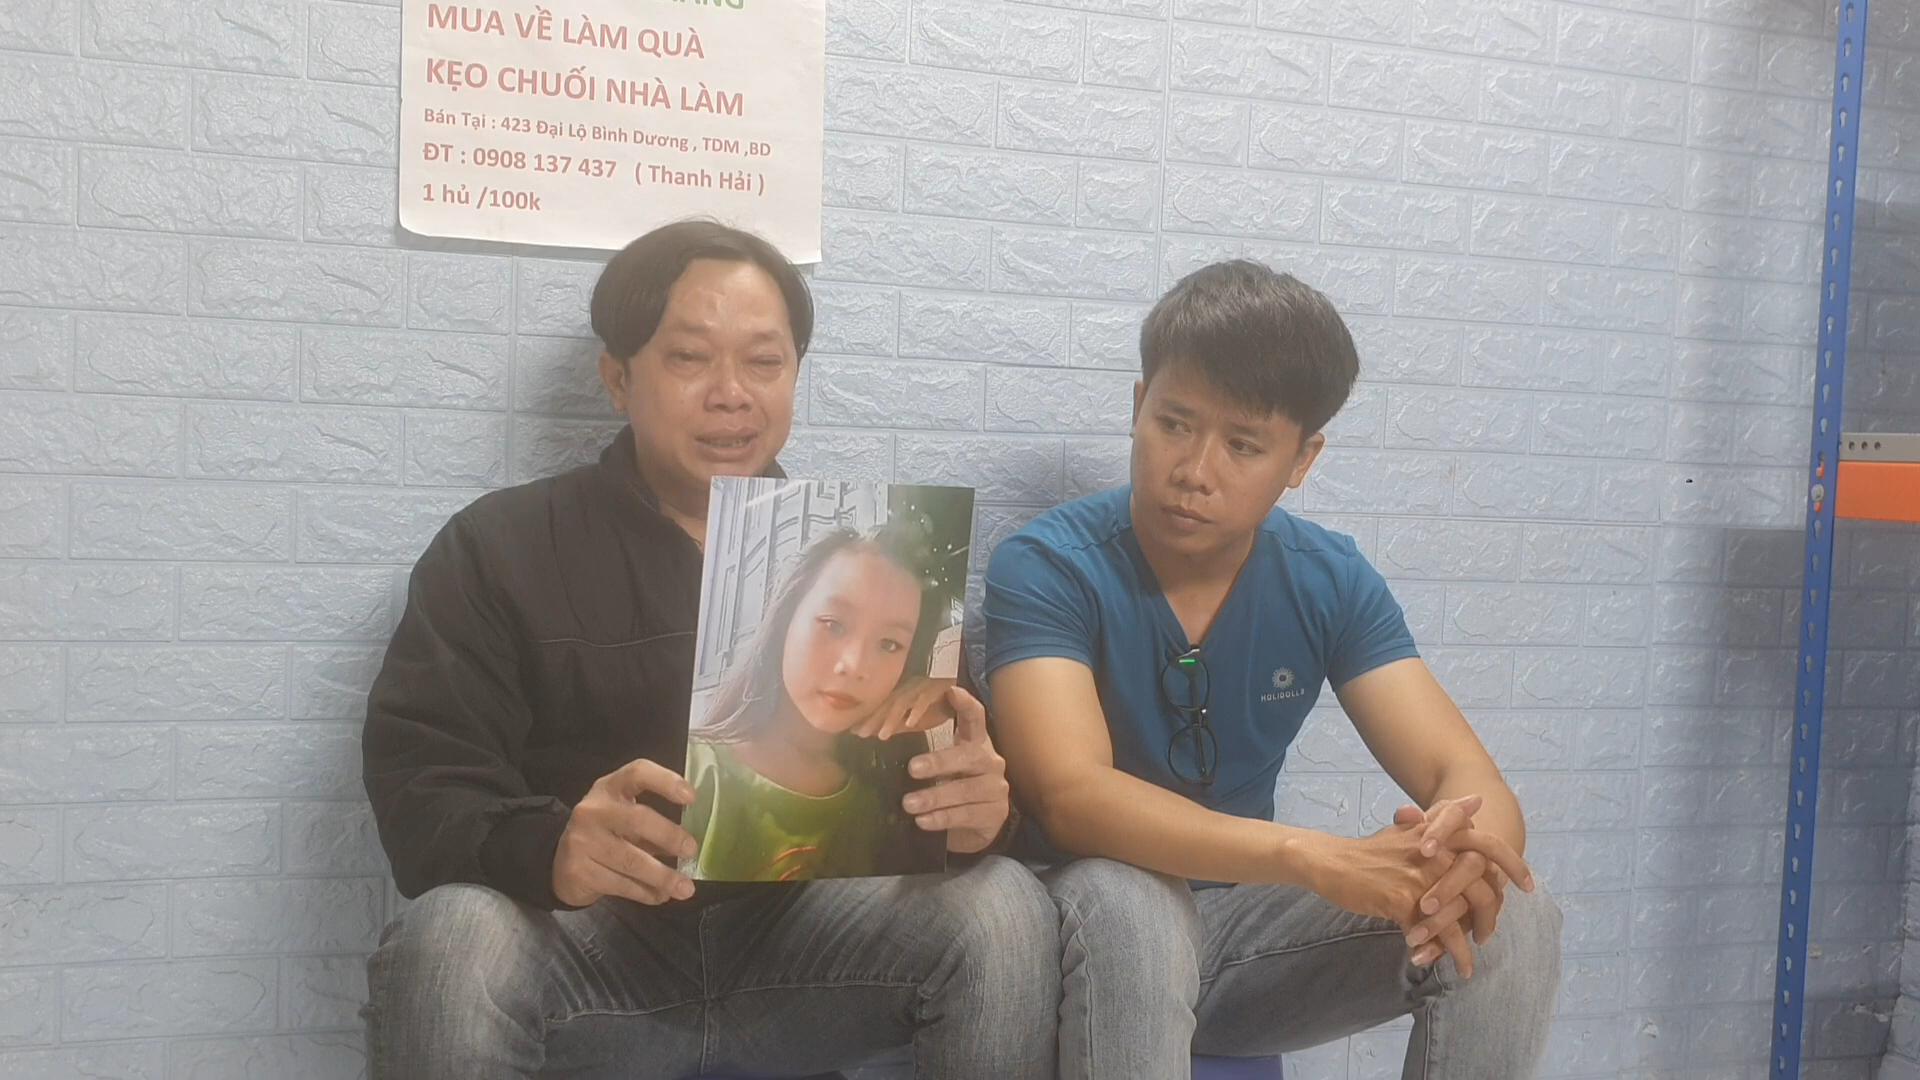 MUA VỀ LÀM QUÀ
KẸO CHUỐI NHÀ LÀM
Bán Tại : 423 Đại Lộ Bình Dương , TDM ,BD
ĐT : 0908 137 437 ( Thanh Hải )
1 hủ /100k
HOLIDOLLS